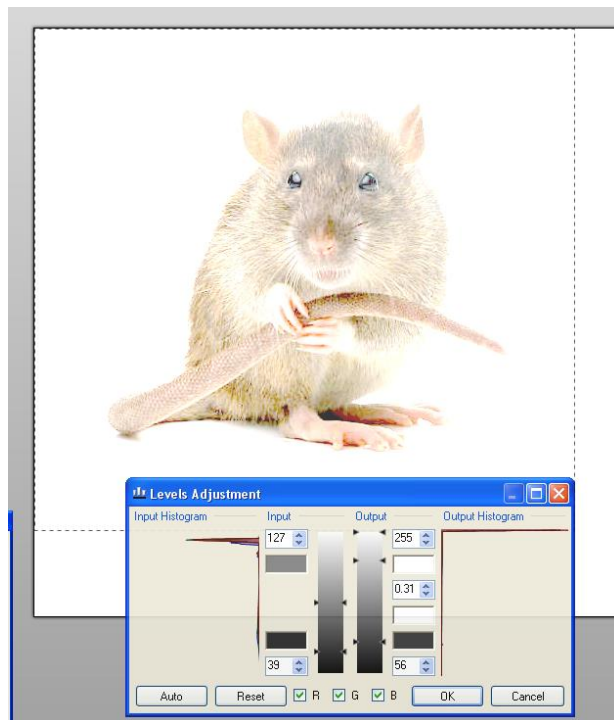 Levels Adjustment
Input Histogram Input Output Output Histogram
127 255
0.31
39 56
Auto Reset R G B OK Cancel